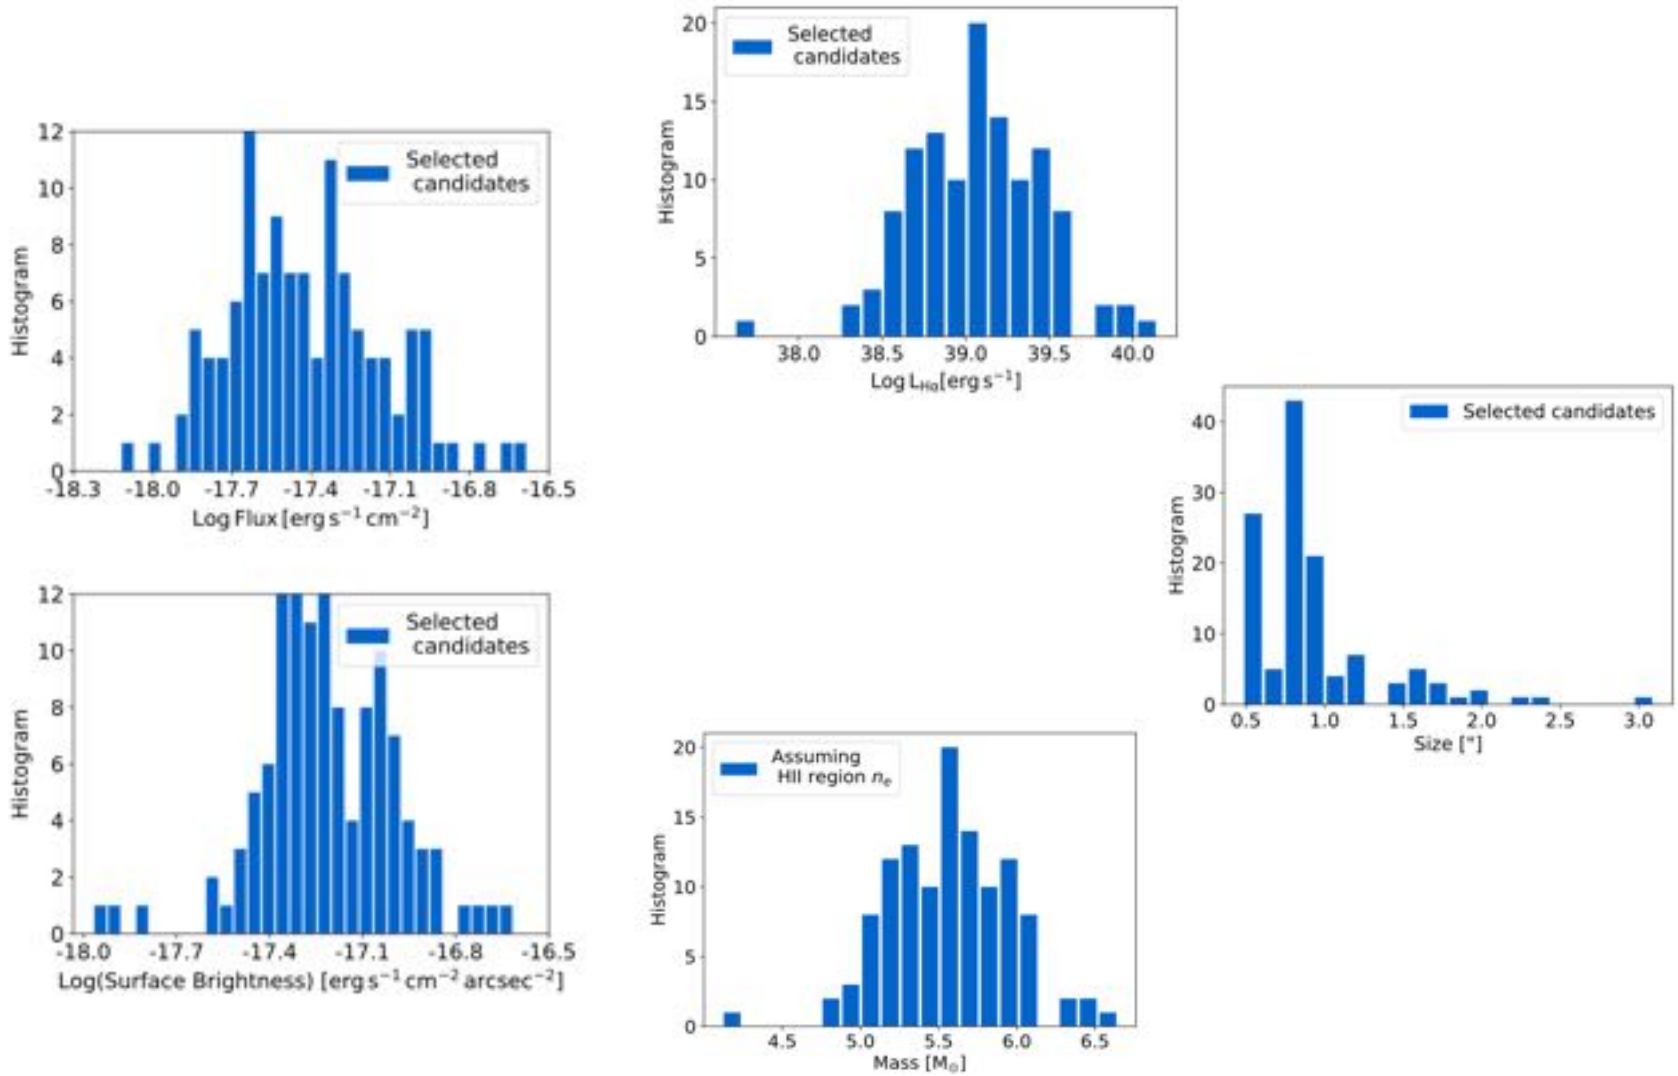 12
10
8
6
4
2
0
Histogram
Selected
candidates
-18.3 -18.0 -17.7 -17.4 -17.1 -16.8 -16.5
Log Flux [erg s⁻¹ cm⁻²]
20
15
10
5
0
Histogram
Selected
candidates
38.0 38.5 39.0 39.5 40.0
Log L_Hα[erg s⁻¹]
40
30
20
10
0
Histogram
Selected candidates
0.5 1.0 1.5 2.0 2.5 3.0
Size ["]
12
10
8
6
4
2
0
Histogram
Selected
candidates
-18.0 -17.7 -17.4 -17.1 -16.8 -16.5
Log(Surface Brightness) [erg s⁻¹ cm⁻² arcsec⁻²]
20
15
10
5
0
Histogram
Assuming
HII region nₑ
4.5 5.0 5.5 6.0 6.5
Mass [M⊙]